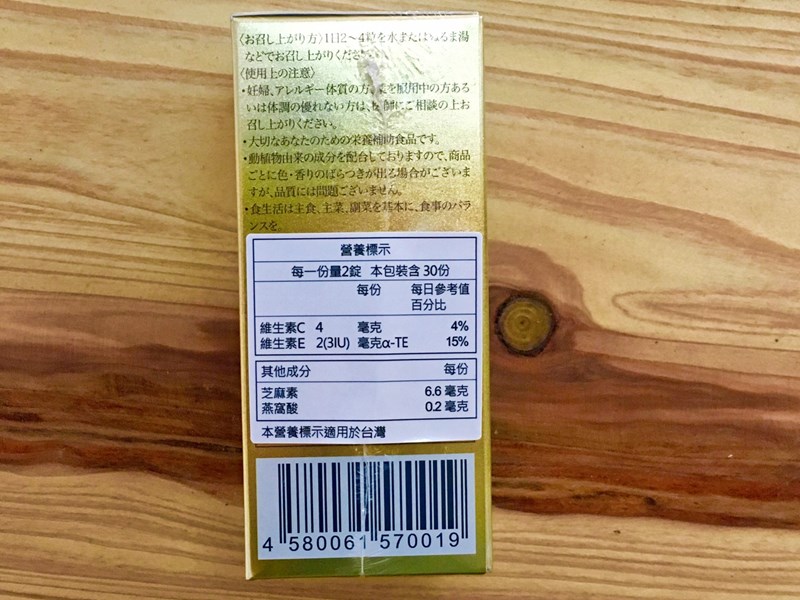 〈お召し上がり方〉1日2～4粒を水またはぬるま湯
などでお召し上がりください
〈使用上の注意〉
・妊婦、アレルギー体質の方、薬を服用中の方ある
いは体調の優れない方は、医師にご相談の上お
召し上がりください。
・大切なあなたのための栄養補助食品です。
・動植物由来の成分を配合しておりますので、商品
ごとに色・香りのばらつきが出る場合がございま
すが、品質には問題ございません。
・食生活は主食、主菜、副菜を基本に、食事のバラ
ンスを。
營養標示
每一份量2錠 本包裝含 30份
每份 每日參考值
百分比
維生素C 4 毫克 4%
維生素E 2(3IU) 毫克α-TE 15%
其他成分 每份
芝麻素 6.6 毫克
燕窩酸 0.2 毫克
本營養標示適用於台灣
4 580061 570019